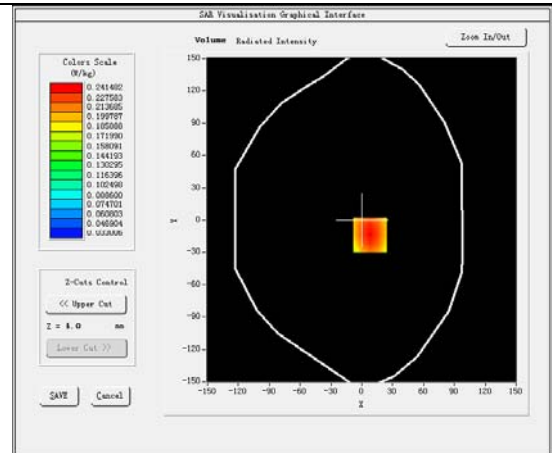 SAR Visualisation Graphical Interface
Volume Radiated Intensity
Zoom In/Out
Colors Scale
(W/kg)
0.241482
0.227583
0.213685
0.199787
0.185888
0.171990
0.158091
0.144193
0.130295
0.116396
0.102498
0.088600
0.074701
0.060803
0.046904
0.033006
150
120
90
60
30
0
-30
-60
-90
-120
-150
Y
-150 -120 -90 -60 -30 0 30 60 90 120 150
X
Z-Cuts Control
<< Upper Cut
Z = 4.0 mm
Lower Cut >>
SAVE
Cancel